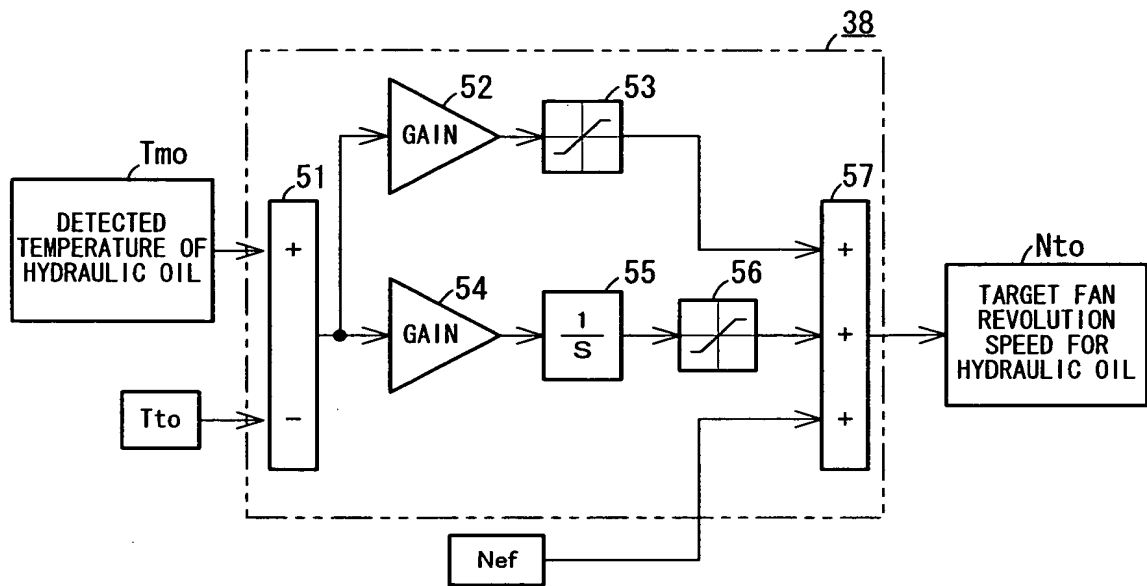 38
52
53
GAIN
Tmo
51
57
DETECTED
TEMPERATURE OF
HYDRAULIC OIL
+
+
Nto
54
55
56
TARGET FAN
REVOLUTION
SPEED FOR
HYDRAULIC OIL
GAIN
1
S
+
Tto
−
+
Nef